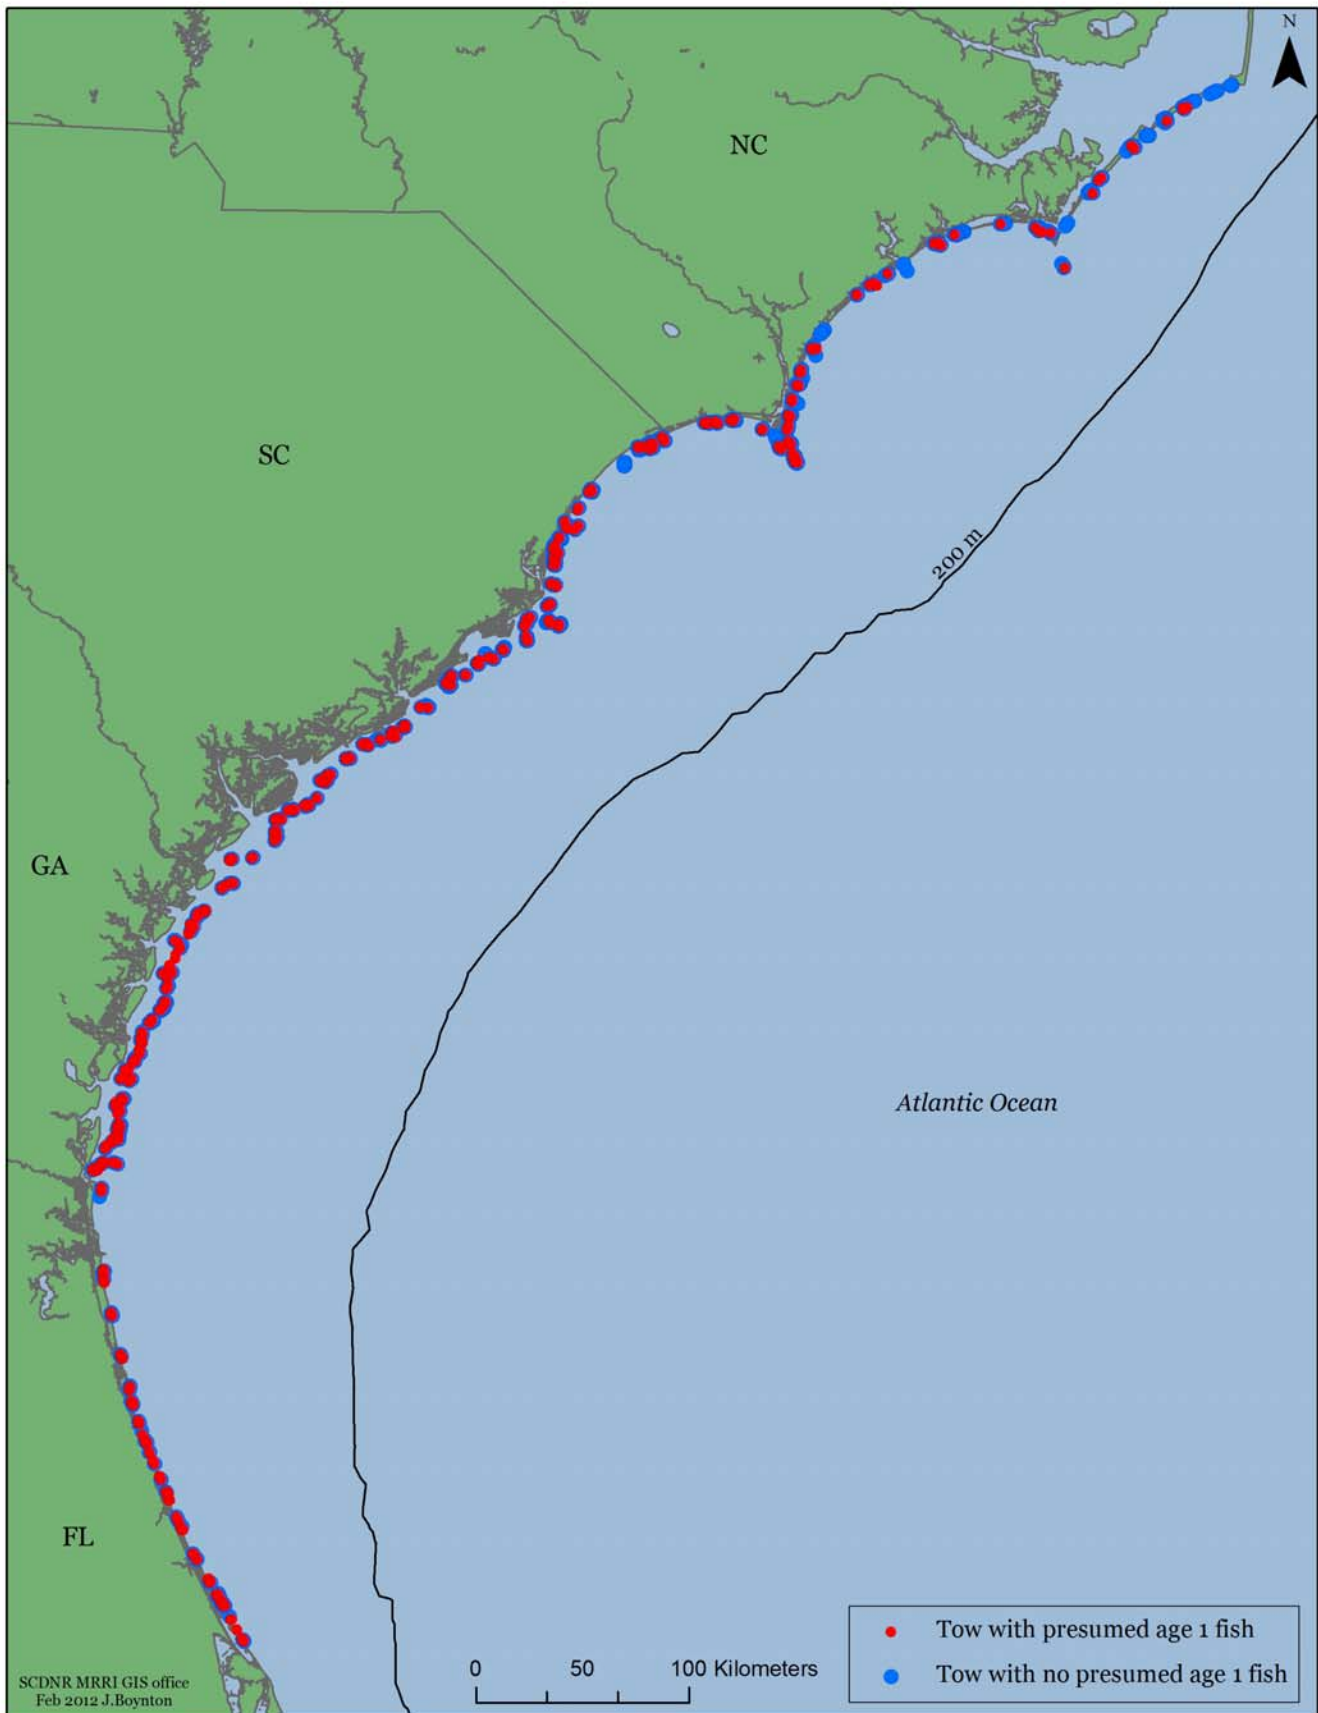 N
NC
SC
200 m
GA
Atlantic Ocean
FL
Tow with presumed age 1 fish
Tow with no presumed age 1 fish
0 50 100 Kilometers
SCDNR MRRI GIS office
Feb 2012 J.Boynton